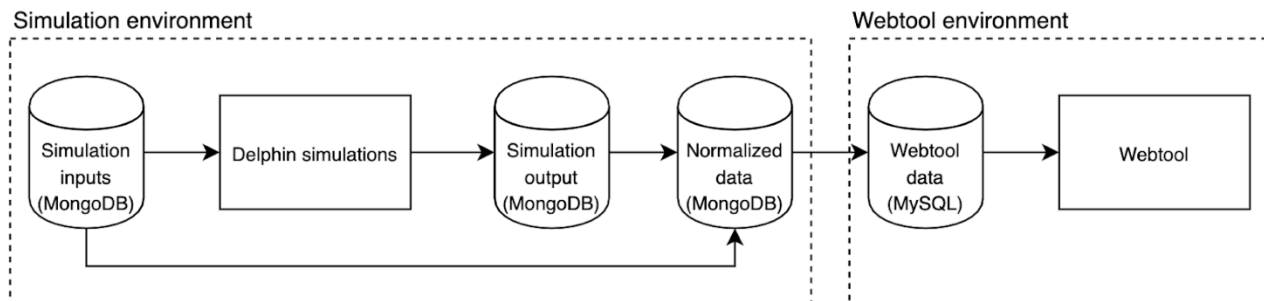 Simulation environment
Webtool environment
Simulation
inputs
(MongoDB)
Delphin simulations
Simulation
output
(MongoDB)
Normalized
data
(MongoDB)
Webtool
data
(MySQL)
Webtool